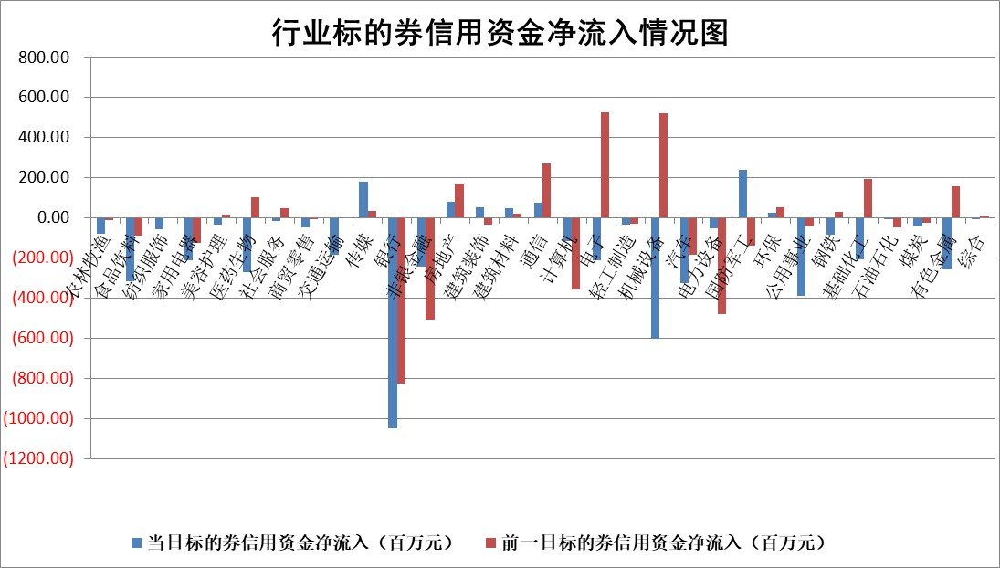 行业标的券信用资金净流入情况图
800.00
600.00
400.00
200.00
0.00
(200.00)
(400.00)
(600.00)
(800.00)
(1000.00)
(1200.00)
农林牧渔
食品饮料
纺织服饰
家用电器
美容护理
医药生物
社会服务
商贸零售
交通运输
传媒
银行
非银金融
房地产
建筑装饰
建筑材料
通信
计算机
电子
轻工制造
机械设备
汽车
电力设备
国防军工
环保
公用事业
钢铁
基础化工
石油石化
煤炭
有色金属
综合
当日标的券信用资金净流入（百万元）
前一日标的券信用资金净流入（百万元）